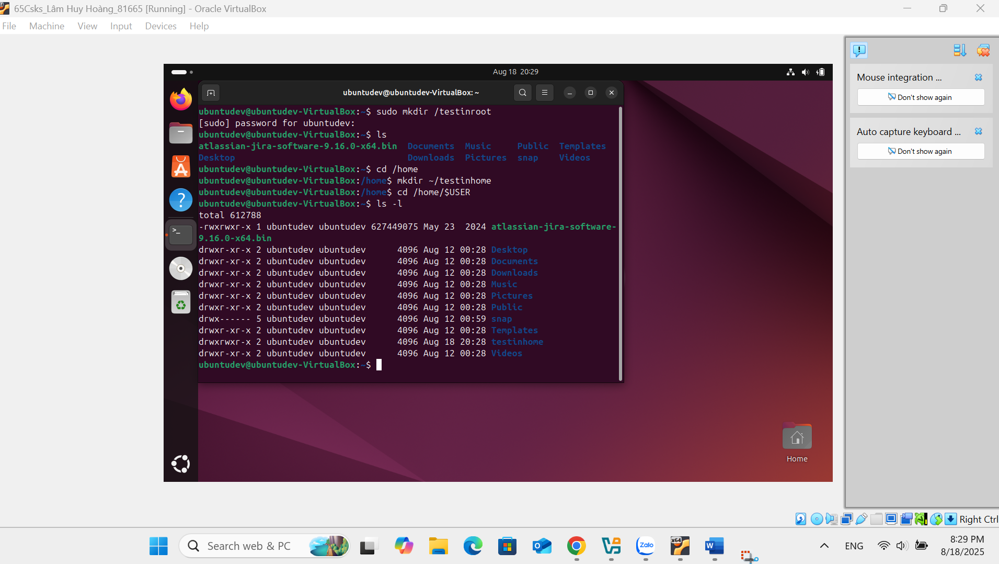 65Csks_Lâm Huy Hoàng_81665 [Running] - Oracle VirtualBox
File Machine View Input Devices Help
Aug 18 20:29
ubuntudev@ubuntudev-VirtualBox: ~
ubuntudev@ubuntudev-VirtualBox:~$ sudo mkdir /testinroot
[sudo] password for ubuntudev:
ubuntudev@ubuntudev-VirtualBox:~$ ls
atlassian-jira-software-9.16.0-x64.bin Documents Music Public Templates
Desktop Downloads Pictures snap Videos
ubuntudev@ubuntudev-VirtualBox:~$ cd /home
ubuntudev@ubuntudev-VirtualBox:/home$ mkdir ~/testinhome
ubuntudev@ubuntudev-VirtualBox:/home$ cd /home/$USER
ubuntudev@ubuntudev-VirtualBox:~$ ls -l
total 612788
-rwxrwxr-x 1 ubuntudev ubuntudev 627449075 May 23 2024 atlassian-jira-software-
9.16.0-x64.bin
drwxr-xr-x 2 ubuntudev ubuntudev 4096 Aug 12 00:28 Desktop
drwxr-xr-x 2 ubuntudev ubuntudev 4096 Aug 12 00:28 Documents
drwxr-xr-x 2 ubuntudev ubuntudev 4096 Aug 12 00:28 Downloads
drwxr-xr-x 2 ubuntudev ubuntudev 4096 Aug 12 00:28 Music
drwxr-xr-x 2 ubuntudev ubuntudev 4096 Aug 12 00:28 Pictures
drwxr-xr-x 2 ubuntudev ubuntudev 4096 Aug 12 00:28 Public
drwx------ 5 ubuntudev ubuntudev 4096 Aug 12 00:59 snap
drwxr-xr-x 2 ubuntudev ubuntudev 4096 Aug 12 00:28 Templates
drwxrwxr-x 2 ubuntudev ubuntudev 4096 Aug 18 20:28 testinhome
drwxr-xr-x 2 ubuntudev ubuntudev 4096 Aug 12 00:28 Videos
ubuntudev@ubuntudev-VirtualBox:~$
Home
Mouse integration ...
Don't show again
Auto capture keyboard ...
Don't show again
Right Ctrl
Search web & PC
Zalo
x64
ENG
8:29 PM
8/18/2025